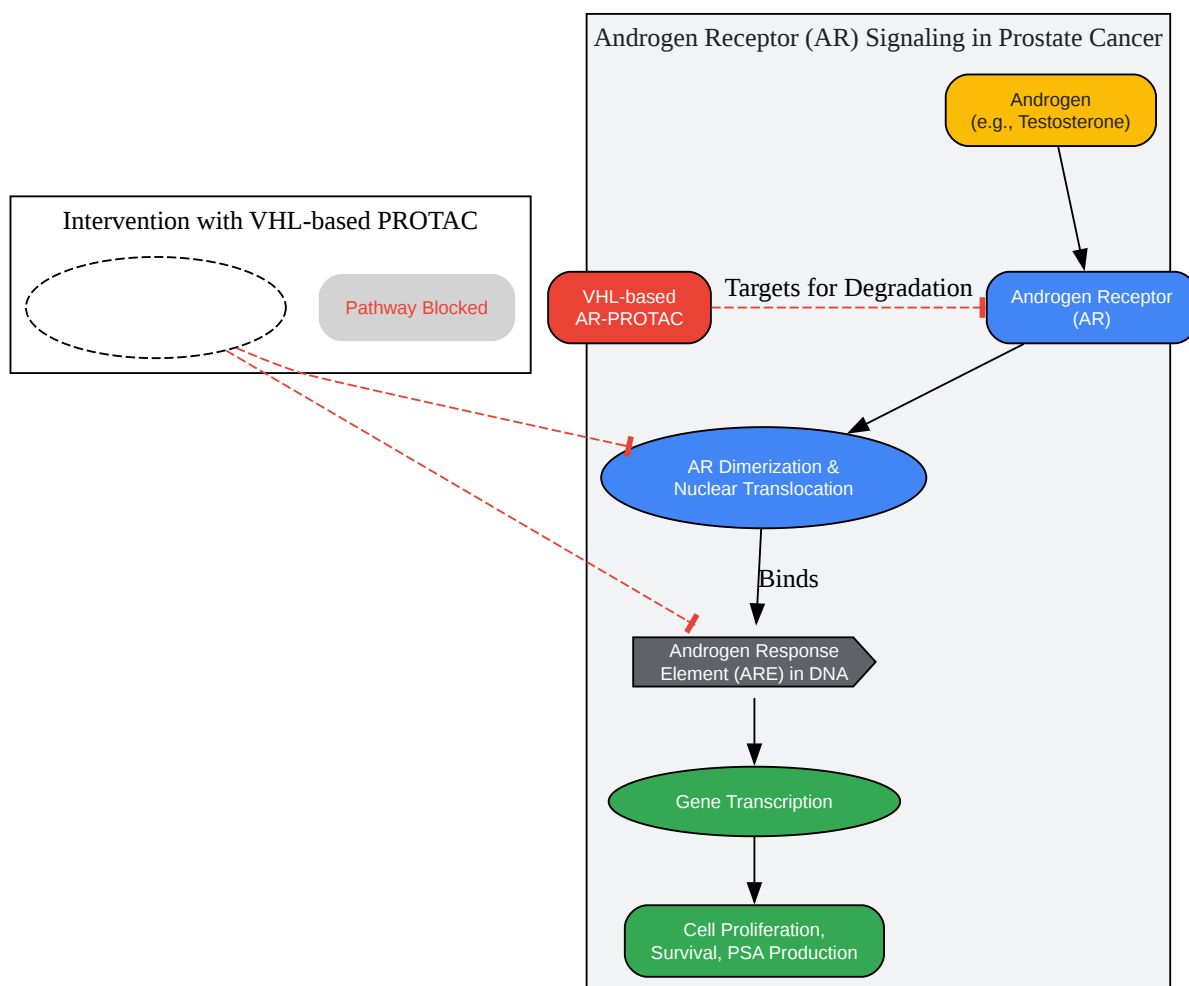 Androgen Receptor (AR) Signaling in Prostate Cancer
Androgen
(e.g., Testosterone)
Intervention with VHL-based PROTAC
Pathway Blocked
VHL-based
AR-PROTAC
Targets for Degradation
Androgen Receptor
(AR)
AR Dimerization &
Nuclear Translocation
Binds
Androgen Response
Element (ARE) in DNA
Gene Transcription
Cell Proliferation,
Survival, PSA Production